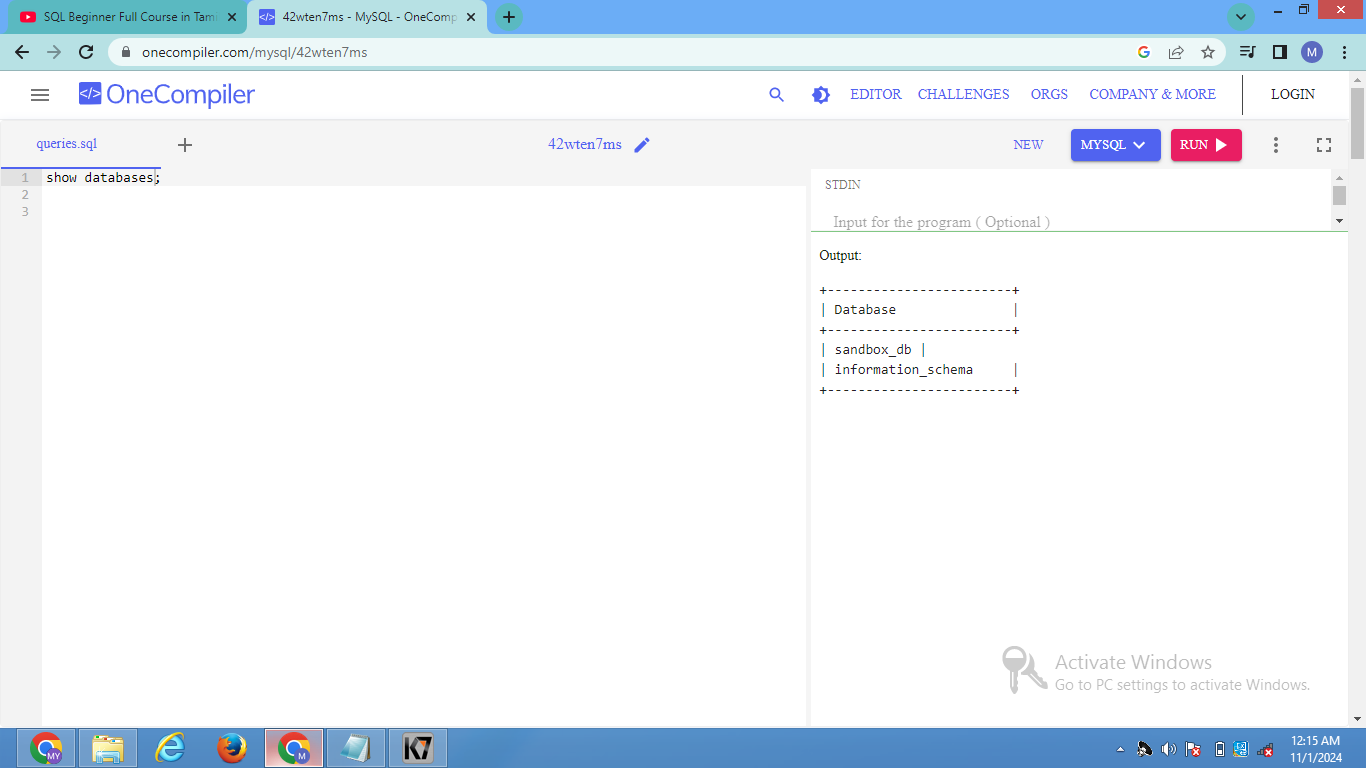 SQL Beginner Full Course in Tami
42wten7ms - MySQL - OneComp
onecompiler.com/mysql/42wten7ms
M
</> OneCompiler
EDITOR CHALLENGES ORGS COMPANY & MORE LOGIN
queries.sql
42wten7ms
NEW
MYSQL
RUN
1 show databases;
2
3
STDIN
Input for the program ( Optional )
Output:
+------------------------+
| Database               |
+------------------------+
| sandbox_db |
| information_schema     |
+------------------------+
Activate Windows
Go to PC settings to activate Windows.
MY
M
K7
12:15 AM
11/1/2024